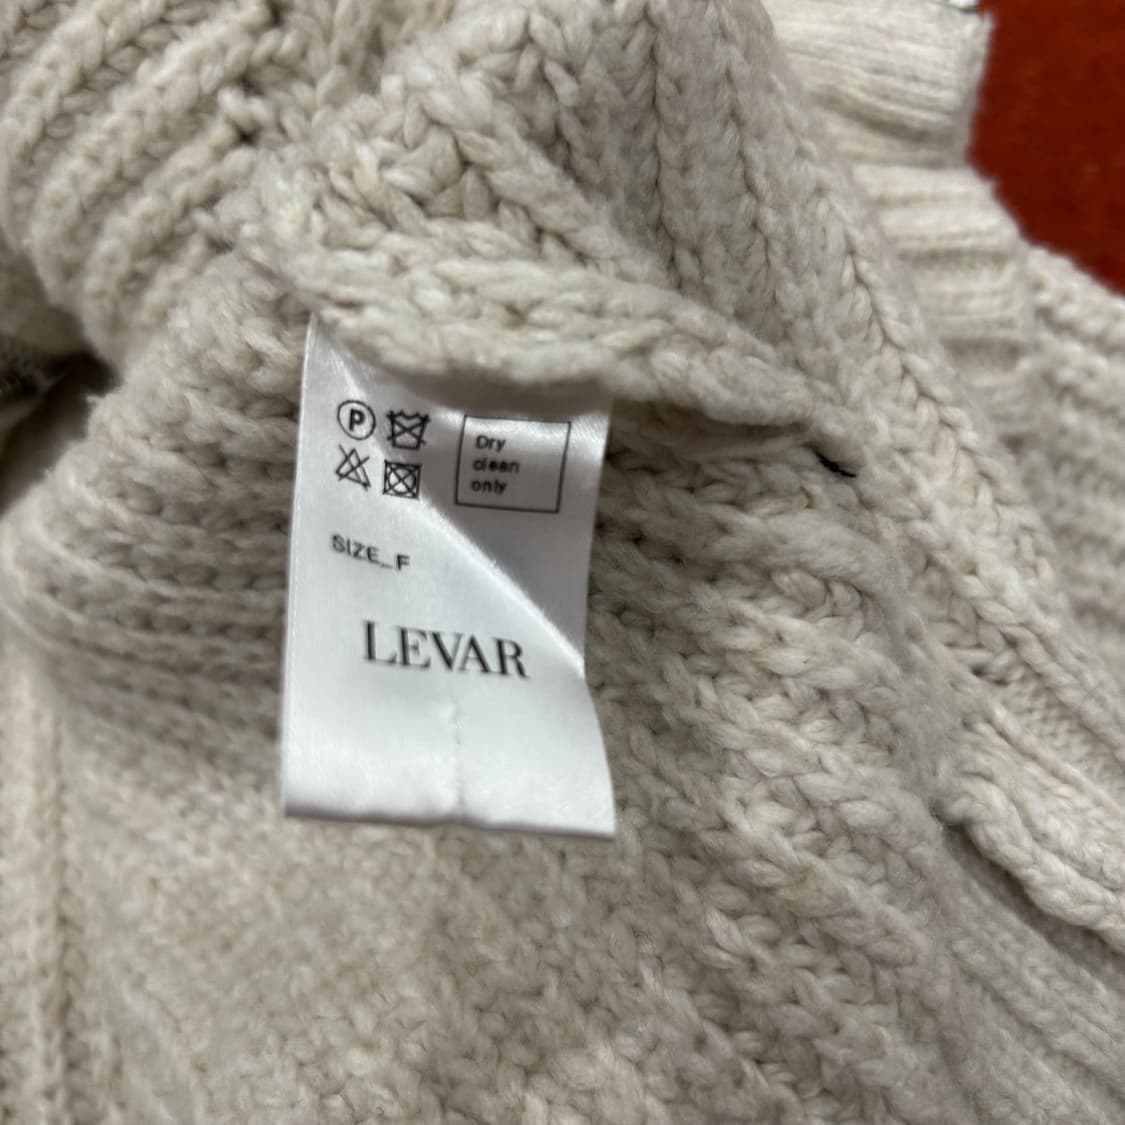 P
Dry
clean
only
SIZE_F
LEVAR